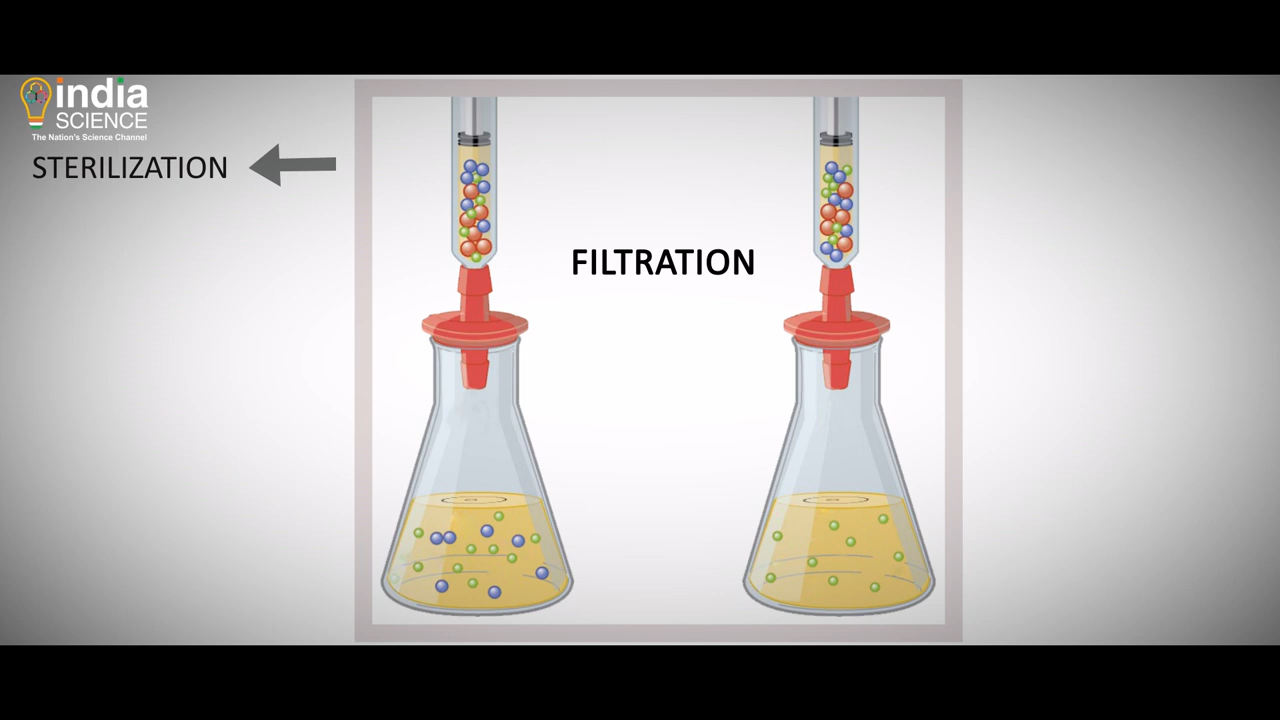 india
SCIENCE
The Nation's Science Channel
STERILIZATION
FILTRATION